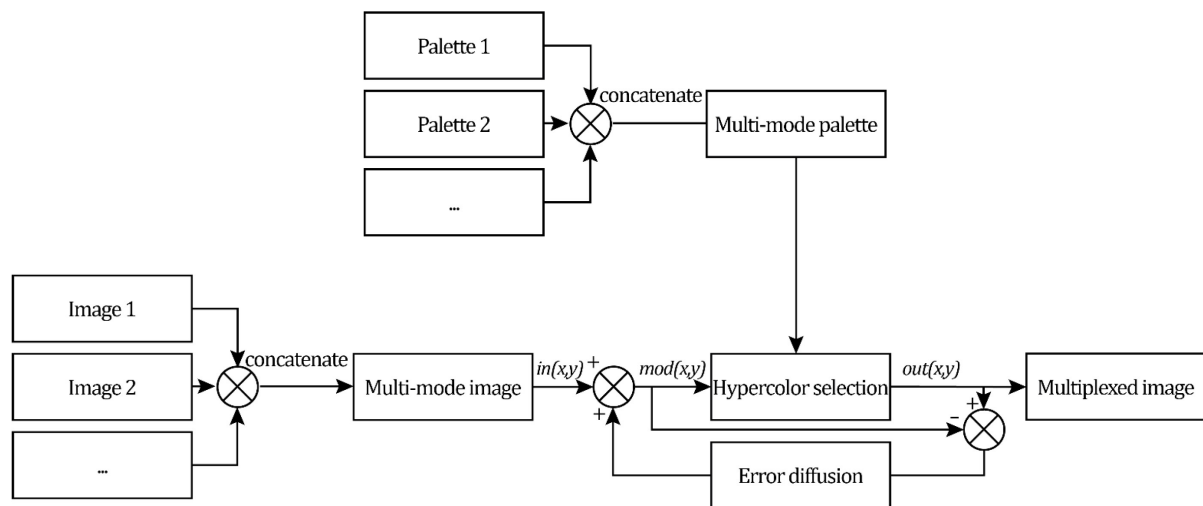 Palette 1
concatenate
Palette 2
Multi-mode palette
...
Image 1
concatenate
Image 2
Multi-mode image
in(x,y)
+
+
mod(x,y)
Hypercolor selection
out(x,y)
+
-
Multiplexed image
...
Error diffusion